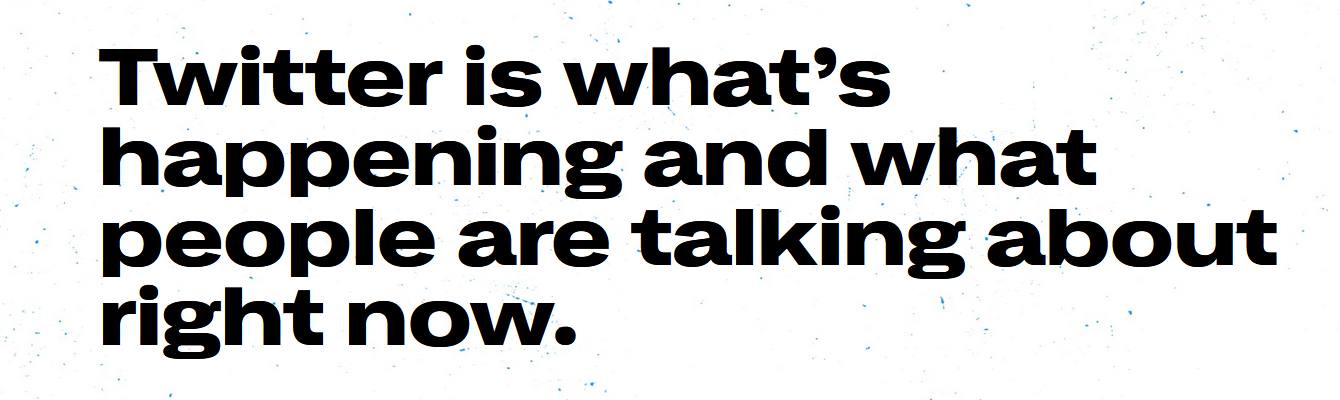 Twitter is what’s
happening and what
people are talking about
right now.